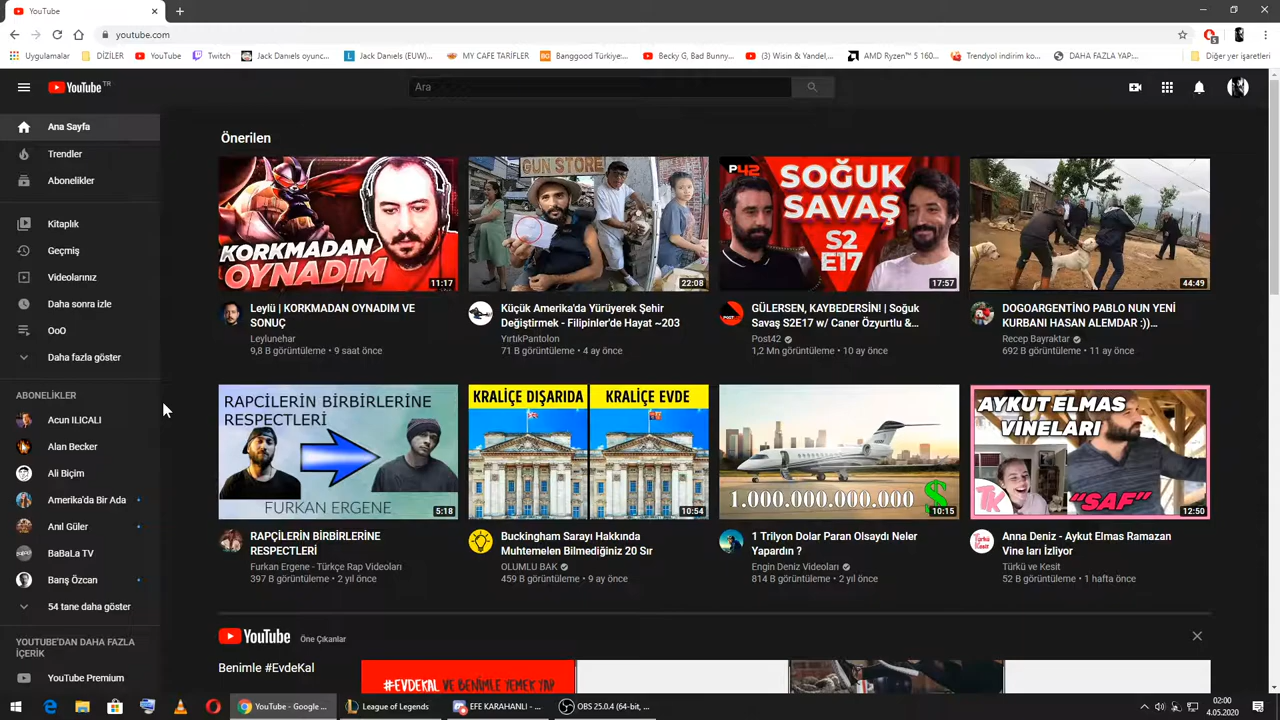 YouTube
youtube.com
Uygulamalar
DİZİLER
YouTube
Twitch
Jack Danıels oyunc...
Jack Danıels (EUW)...
MY CAFE TARİFLER
Banggood Türkiye:...
Becky G, Bad Bunny...
(3) Wisin & Yandel,...
AMD Ryzen™ 5 160...
Trendyol indirim ko...
DAHA FAZLA YAP:...
Diğer yer işaretleri
YouTube TR
Ara
Ana Sayfa
Trendler
Abonelikler
Kitaplık
Geçmiş
Videolarınız
Daha sonra izle
OoO
Daha fazla göster
ABONELİKLER
Acun ILICALI
Alan Becker
Ali Biçim
Amerika'da Bir Ada
Anıl Güler
BaBaLa TV
Barış Özcan
54 tane daha göster
YOUTUBE'DAN DAHA FAZLA
İÇERİK
YouTube Premium
Önerilen
KORKMADAN
OYNADIM
11:17
Leylü | KORKMADAN OYNADIM VE
SONUÇ
Leylunehar
9,8 B görüntüleme • 9 saat önce
GUN STORE
22:08
Küçük Amerika'da Yürüyerek Şehir
Değiştirmek - Filipinler'de Hayat ~203
YırtıkPantolon
71 B görüntüleme • 4 ay önce
P42
SOĞUK
SAVAŞ
S2
E17
17:57
GÜLERSEN, KAYBEDERSİN! | Soğuk
Savaş S2E17 w/ Caner Özyurtlu &...
Post42
1,2 Mn görüntüleme • 10 ay önce
44:49
DOGOARGENTİNO PABLO NUN YENİ
KURBANI HASAN ALEMDAR :))...
Recep Bayraktar
692 B görüntüleme • 11 ay önce
RAPCİLERİN BİRBİRLERİNE
RESPECTLERİ
FURKAN ERGENE
5:18
RAPÇİLERİN BİRBİRLERİNE
RESPECTLERİ
Furkan Ergene - Türkçe Rap Videoları
397 B görüntüleme • 2 yıl önce
KRALİÇE DIŞARIDA
KRALİÇE EVDE
10:54
Buckingham Sarayı Hakkında
Muhtemelen Bilmediğiniz 20 Sır
OLUMLU BAK
459 B görüntüleme • 9 ay önce
1.000.000.000.000 $
10:15
1 Trilyon Dolar Paran Olsaydı Neler
Yapardın ?
Engin Deniz Videoları
814 B görüntüleme • 2 yıl önce
AYKUT ELMAS
VİNELARI
"SAF"
TK
12:50
Anna Deniz - Aykut Elmas Ramazan
Vine ları İzliyor
Türkü ve Kesit
52 B görüntüleme • 1 hafta önce
YouTube Öne Çıkanlar
Benimle #EvdeKal
#EVDEKAL VE BENİMLE YEMEK YAP
YouTube - Google ...
League of Legends
EFE KARAHANLI - ...
OBS 25.0.4 (64-bit, ...
02:00
4.05.2020